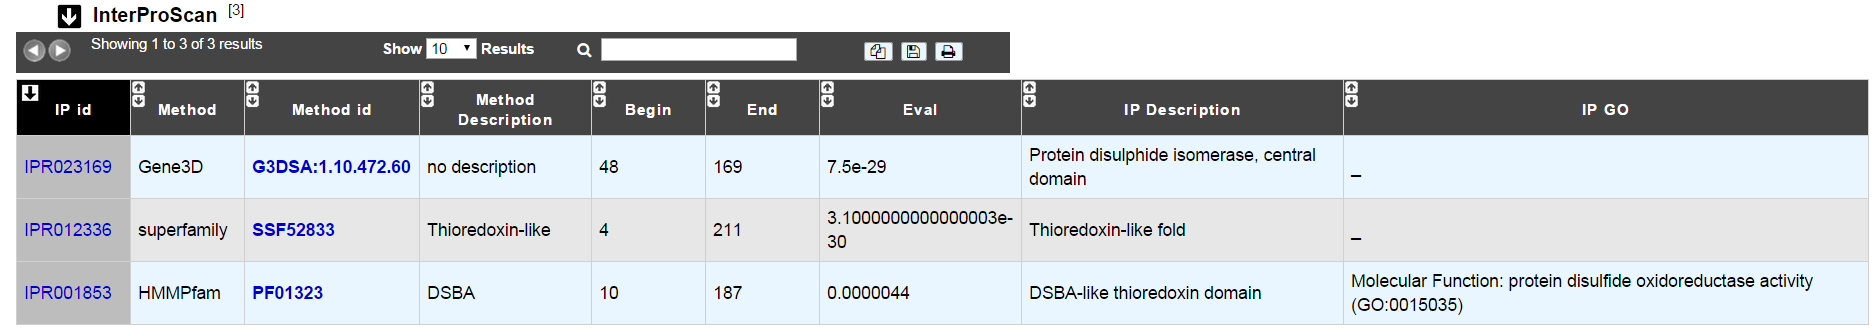 InterProScan [3]
Showing 1 to 3 of 3 results Show 10 Results
IP id Method Method id Method Description Begin End Eval IP Description IP GO
IPR023169 Gene3D G3DSA:1.10.472.60 no description 48 169 7.5e-29 Protein disulphide isomerase, central
domain _
IPR012336 superfamily SSF52833 Thioredoxin-like 4 211 3.1000000000000003e-
30 Thioredoxin-like fold _
IPR001853 HMMPfam PF01323 DSBA 10 187 0.0000044 DSBA-like thioredoxin domain Molecular Function: protein disulfide oxidoreductase activity
(GO:0015035)